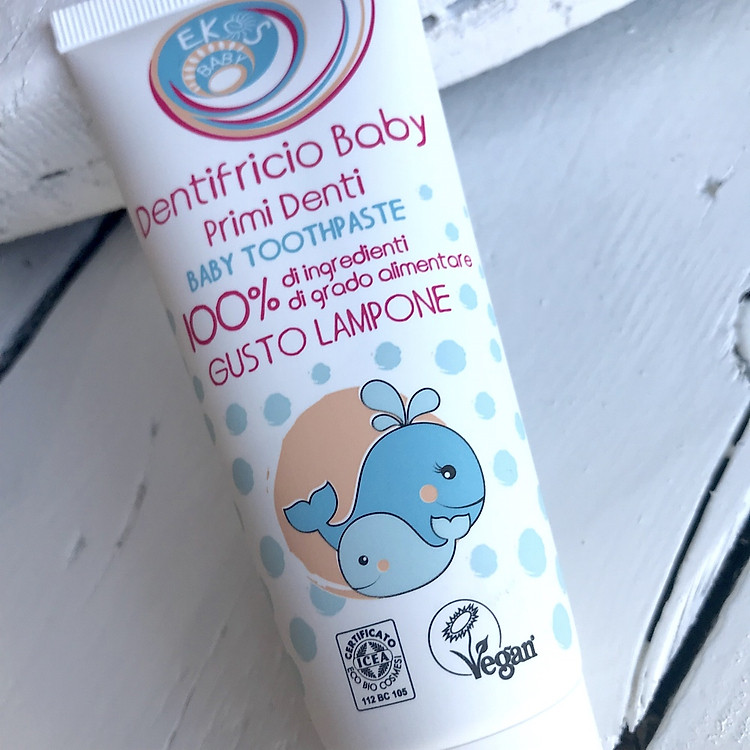 EKOS
BABY
Dentifricio Baby
Primi Denti
BABY TOOTHPASTE
100% di ingredienti
di grado alimentare
GUSTO LAMPONE
CERTIFICATO
ICEA
ECO BIO COSMESI
112 BC 105
Vegan